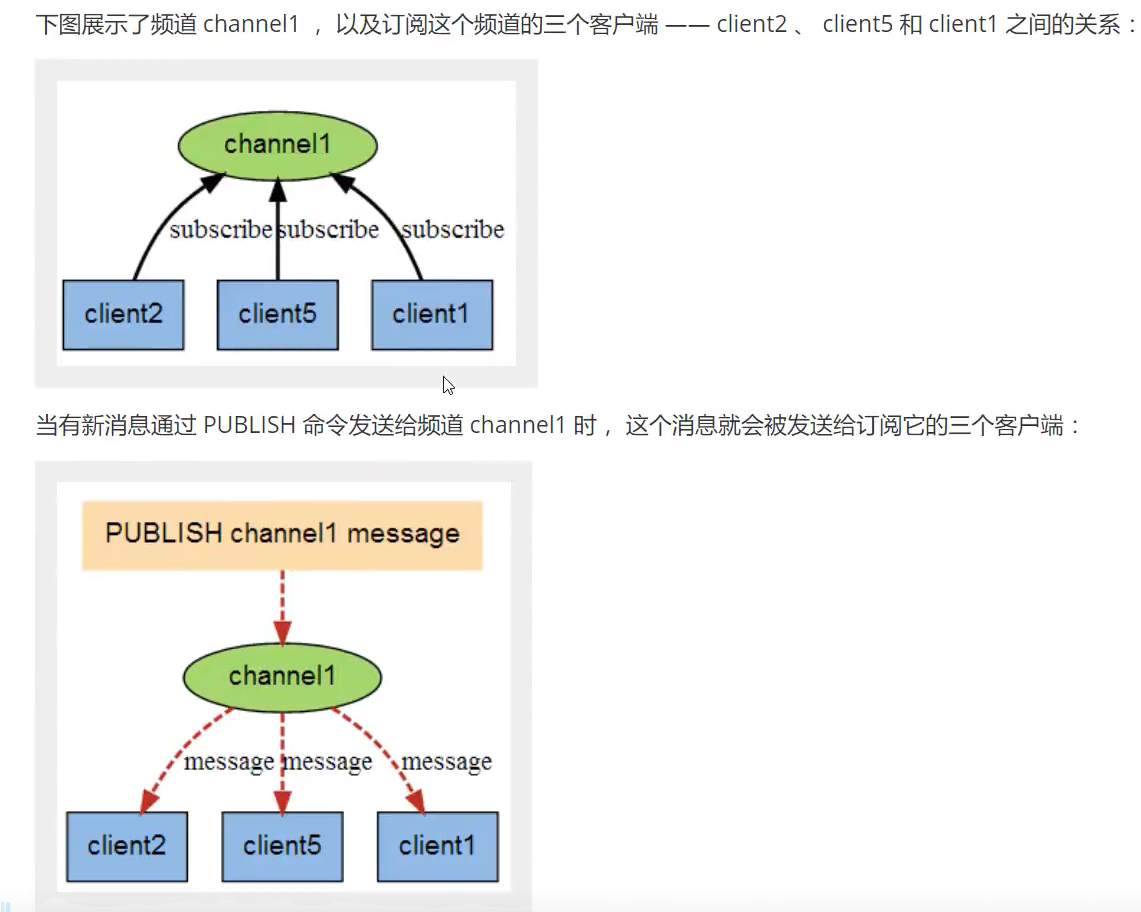 下图展示了频道 channel1 ，以及订阅这个频道的三个客户端 —— client2 、 client5 和 client1 之间的关系：
channel1
subscribe subscribe subscribe
client2 client5 client1
当有新消息通过 PUBLISH 命令发送给频道 channel1 时， 这个消息就会被发送给订阅它的三个客户端：
PUBLISH channel1 message
channel1
message message message
client2 client5 client1